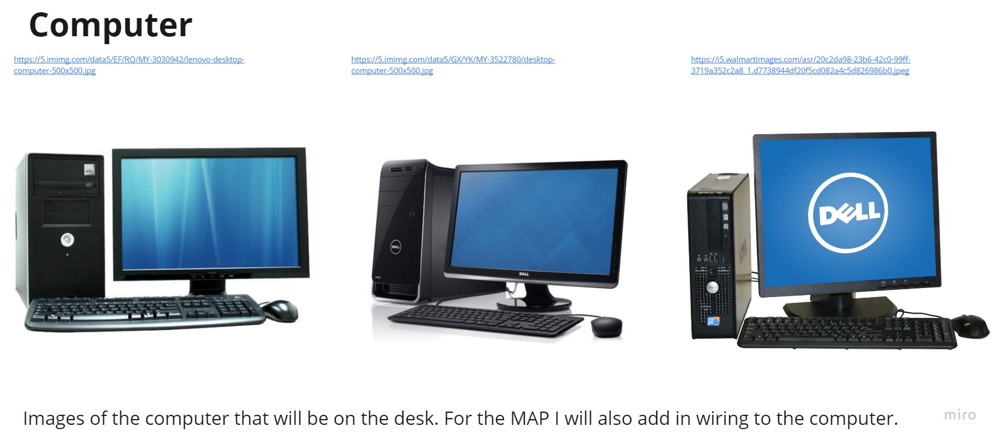 Computer
https://5.imimg.com/data5/EF/RQ/MY-3030942/lenovo-desktop-
computer-500x500.jpg
https://5.imimg.com/data5/GX/YK/MY-3522780/desktop-
computer-500x500.jpg
https://i5.walmartimages.com/asr/20c2da98-23b6-42c0-99ff-
3719a352c2a8_1.d7738944df20f5cd082a4c5d826986b0.jpeg
DELL
XPS
DELL
DELL
Images of the computer that will be on the desk. For the MAP I will also add in wiring to the computer.
miro